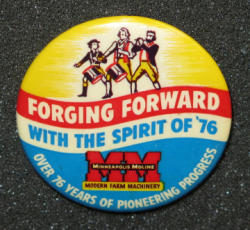 FORGING FORWARD
WITH THE SPIRIT OF '76
MM
MINNEAPOLIS MOLINE
MODERN FARM MACHINERY
OVER 76 YEARS OF PIONEERING PROGRESS